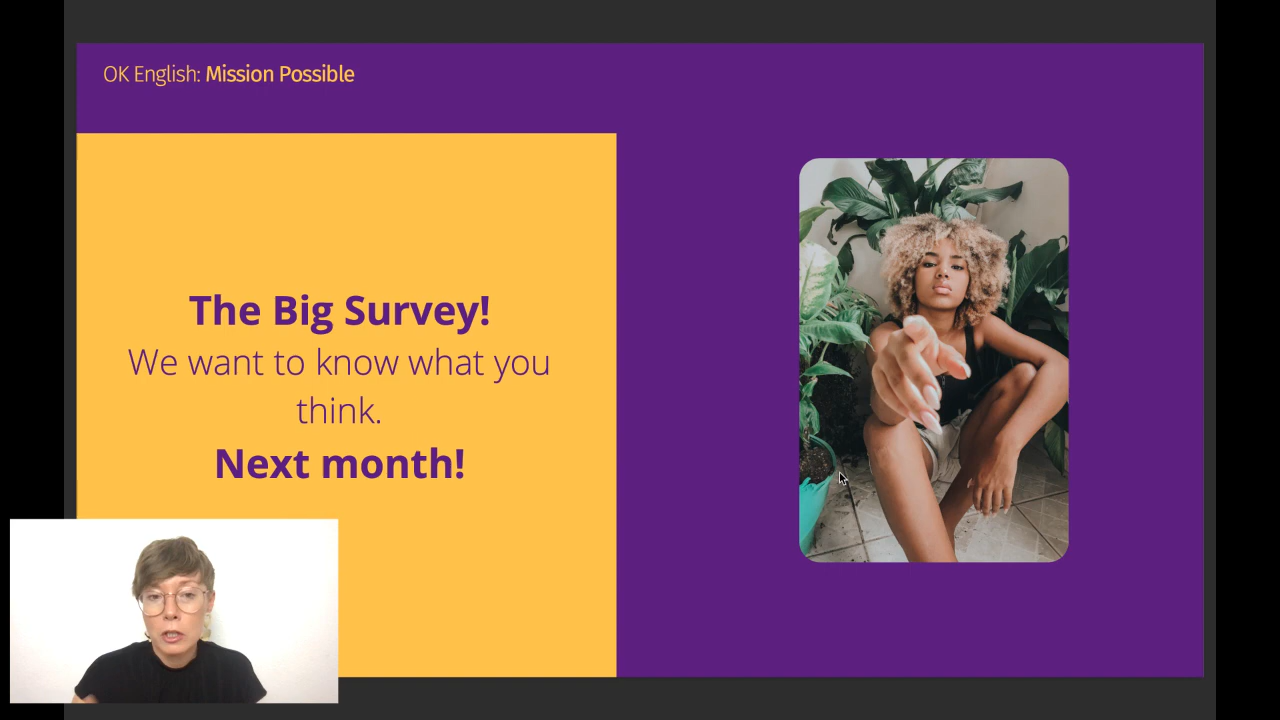 OK English: Mission Possible
The Big Survey!
We want to know what you
think.
Next month!